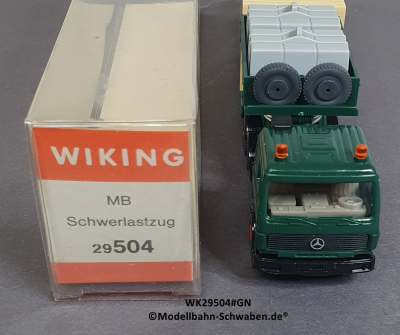 WIKING
MB
Schwerlastzug
29504
WK29504#GN
©Modellbahn-Schwaben.de®